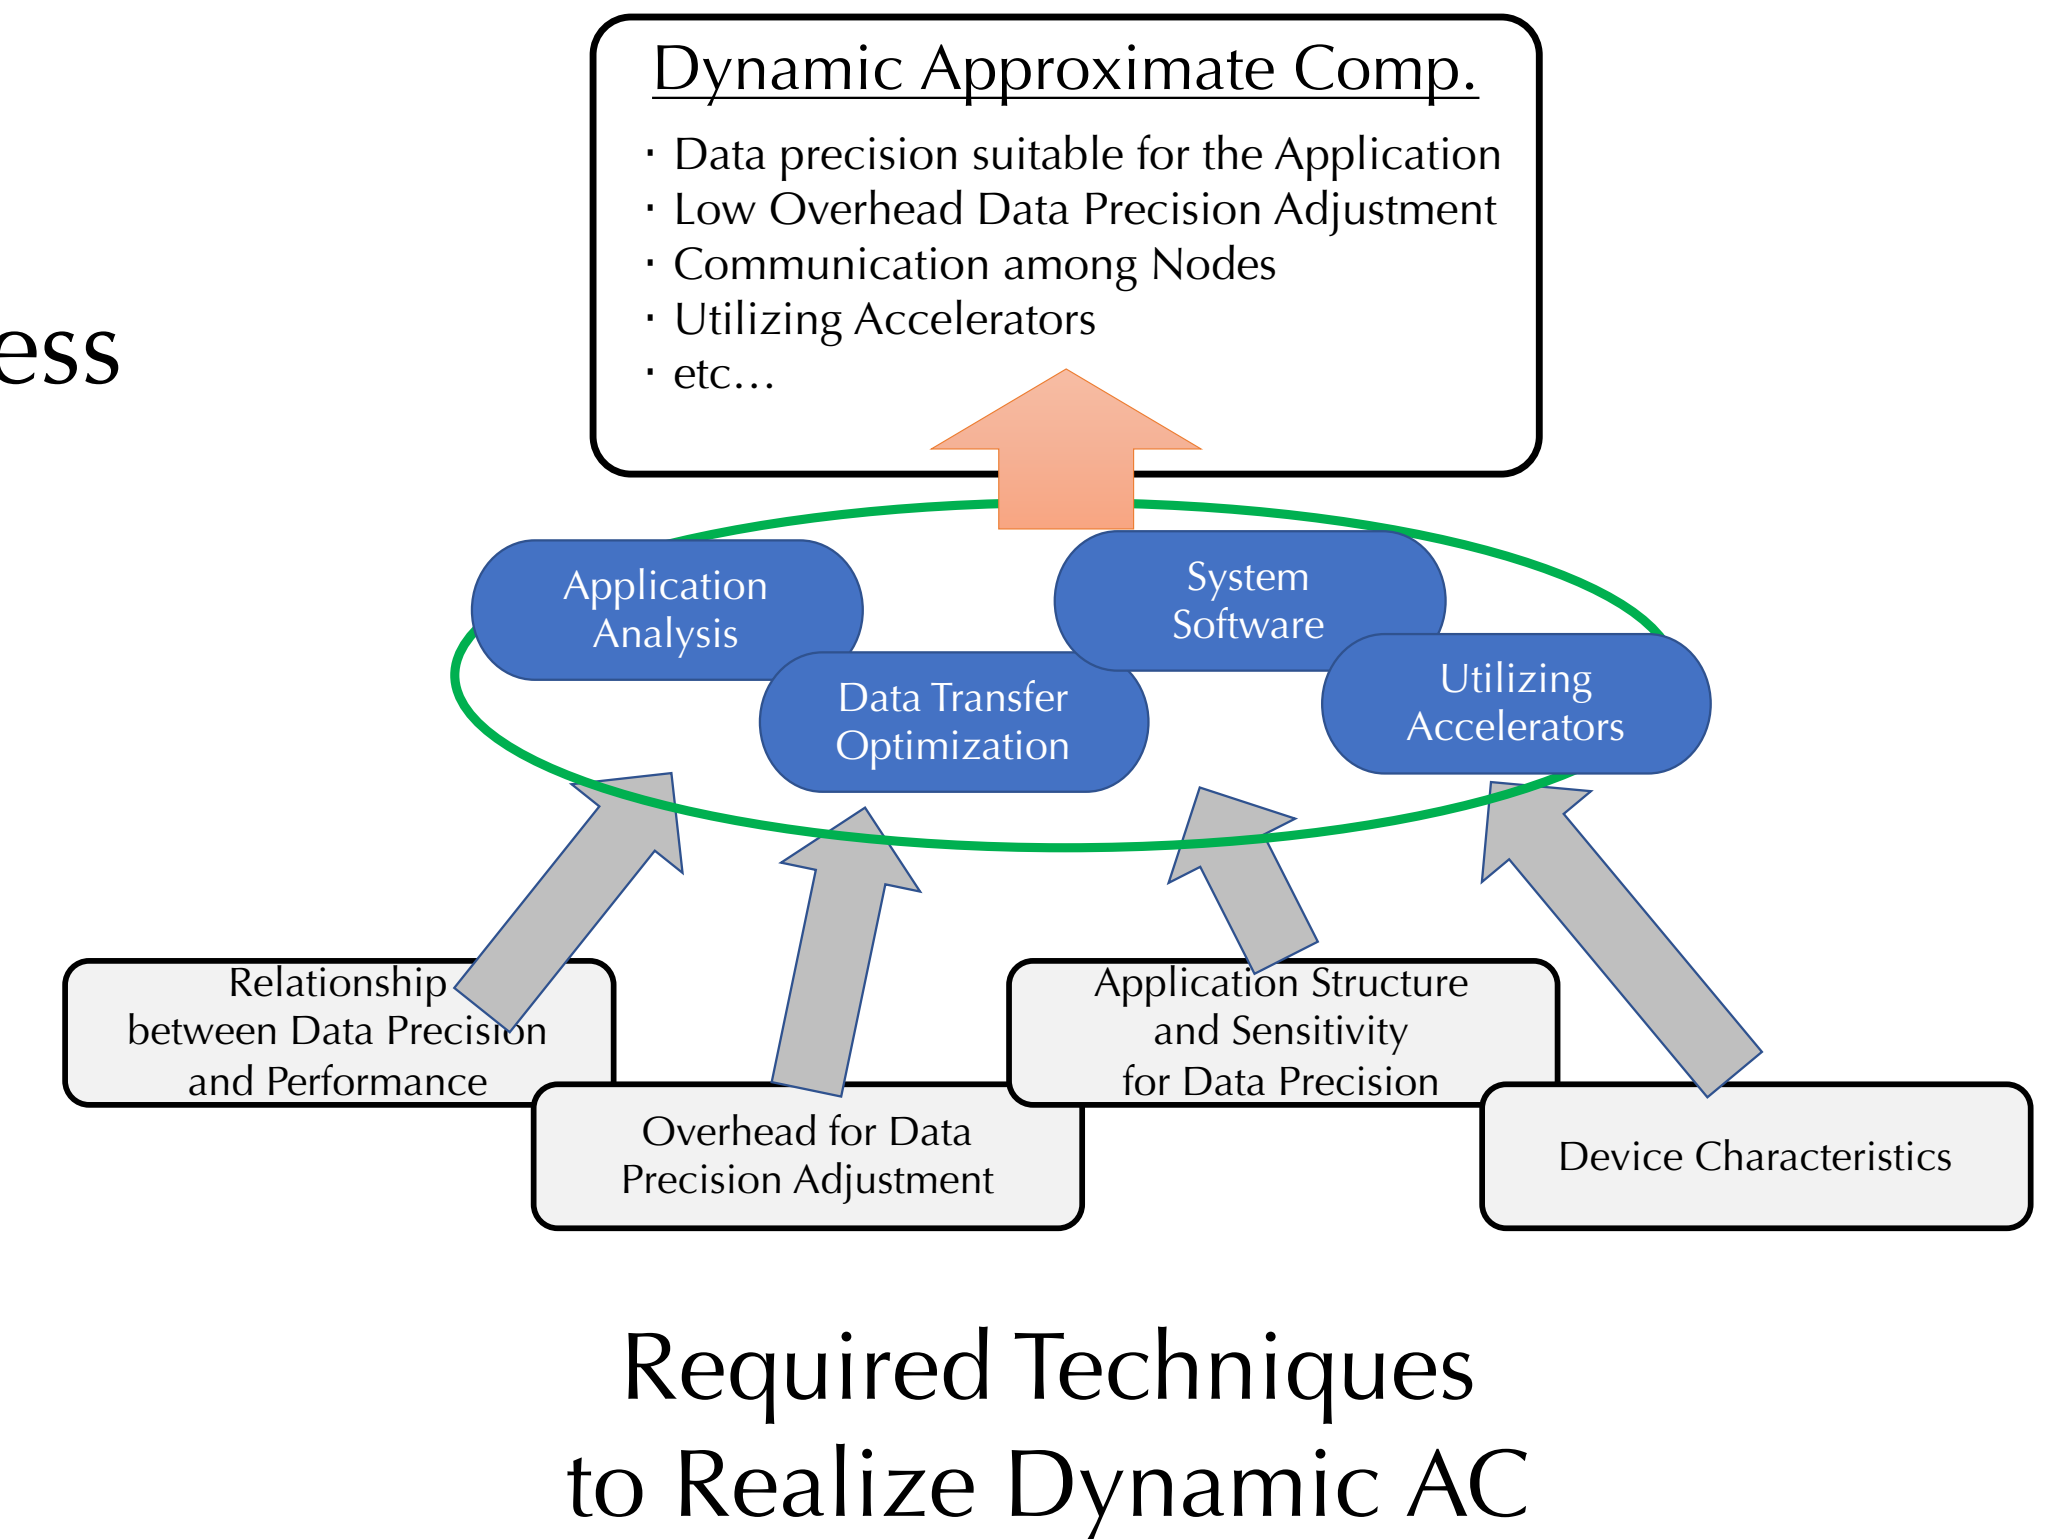 Dynamic Approximate Comp.
· Data precision suitable for the Application
· Low Overhead Data Precision Adjustment
· Communication among Nodes
· Utilizing Accelerators
· etc…
ess
Application
Analysis
System
Software
Data Transfer
Optimization
Utilizing
Accelerators
Relationship
between Data Precision
and Performance
Overhead for Data
Precision Adjustment
Application Structure
and Sensitivity
for Data Precision
Device Characteristics
Required Techniques
to Realize Dynamic AC